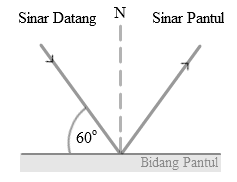 Sinar Datang N Sinar Pantul
60°
Bidang Pantul